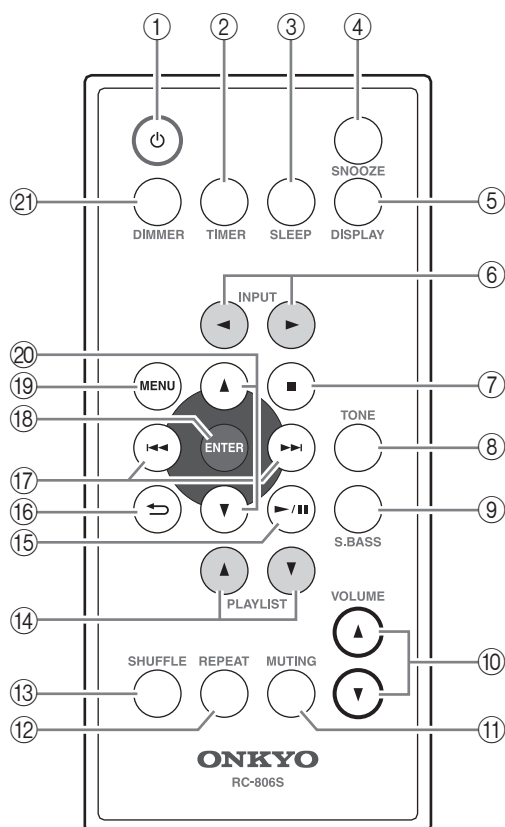 ① ② ③ ④
SNOOZE
㉑ DIMMER TIMER SLEEP DISPLAY ⑤
INPUT ⑥
⑳
⑲ MENU ⑦
TONE
⑱ ENTER ⑧
⑰
⑯ ⑨
⑮ S.BASS
⑭ PLAYLIST VOLUME
⑩
SHUFFLE REPEAT MUTING
⑬ ⑫ ⑪
ONKYO
RC-806S